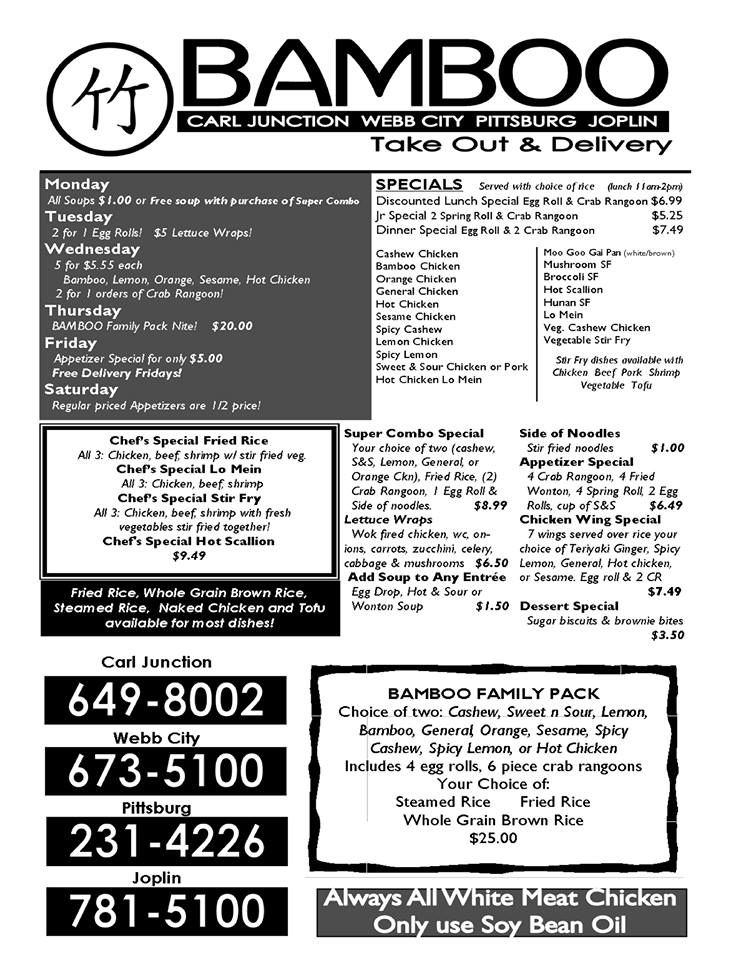 竹
BAMBOO
CARL JUNCTION WEBB CITY PITTSBURG JOPLIN
Take Out & Delivery
Monday
All Soups $1.00 or Free soup with purchase of Super Combo
Tuesday
2 for 1 Egg Rolls! $5 Lettuce Wraps!
Wednesday
5 for $5.55 each
Bamboo, Lemon, Orange, Sesame, Hot Chicken
2 for 1 orders of Crab Rangoon!
Thursday
BAMBOO Family Pack Nite! $20.00
Friday
Appetizer Special for only $5.00
Free Delivery Fridays!
Saturday
Regular priced Appetizers are 1/2 price!
SPECIALS Served with choice of rice (lunch 11am-2pm)
Discounted Lunch Special Egg Roll & Crab Rangoon $6.99
Jr Special 2 Spring Roll & Crab Rangoon $5.25
Dinner Special Egg Roll & 2 Crab Rangoon $7.49
Cashew Chicken
Bamboo Chicken
Orange Chicken
General Chicken
Hot Chicken
Sesame Chicken
Spicy Cashew
Lemon Chicken
Spicy Lemon
Sweet & Sour Chicken or Pork
Hot Chicken Lo Mein
Moo Goo Gai Pan (white/brown)
Mushroom SF
Broccoli SF
Hot Scallion
Hunan SF
Lo Mein
Veg. Cashew Chicken
Vegetable Stir Fry
Stir Fry dishes available with
Chicken Beef Pork Shrimp
Vegetable Tofu
Chef's Special Fried Rice
All 3: Chicken, beef, shrimp w/ stir fried veg.
Chef's Special Lo Mein
All 3: Chicken, beef, shrimp
Chef's Special Stir Fry
All 3: Chicken, beef, shrimp with fresh
vegetables stir fried together!
Chef's Special Hot Scallion
$9.49
Fried Rice, Whole Grain Brown Rice,
Steamed Rice, Naked Chicken and Tofu
available for most dishes!
Super Combo Special
Your choice of two (cashew,
S&S, Lemon, General, or
Orange Ckn), Fried Rice, (2)
Crab Rangoon, 1 Egg Roll &
Side of noodles. $8.99
Lettuce Wraps
Wok fired chicken, wc, on-
ions, carrots, zucchini, celery,
cabbage & mushrooms $6.50
Add Soup to Any Entrée
Egg Drop, Hot & Sour or
Wonton Soup $1.50
Side of Noodles
Stir fried noodles $1.00
Appetizer Special
4 Crab Rangoon, 4 Fried
Wonton, 4 Spring Roll, 2 Egg
Rolls, cup of S&S $6.49
Chicken Wing Special
7 wings served over rice your
choice of Teriyaki Ginger, Spicy
Lemon, General, Hot chicken,
or Sesame. Egg roll & 2 CR
$7.49
Dessert Special
Sugar biscuits & brownie bites
$3.50
Carl Junction
649-8002
Webb City
673-5100
Pittsburg
231-4226
Joplin
781-5100
BAMBOO FAMILY PACK
Choice of two: Cashew, Sweet n Sour, Lemon,
Bamboo, General, Orange, Sesame, Spicy
Cashew, Spicy Lemon, or Hot Chicken
Includes 4 egg rolls, 6 piece crab rangoons
Your Choice of:
Steamed Rice Fried Rice
Whole Grain Brown Rice
$25.00
Always All White Meat Chicken
Only use Soy Bean Oil